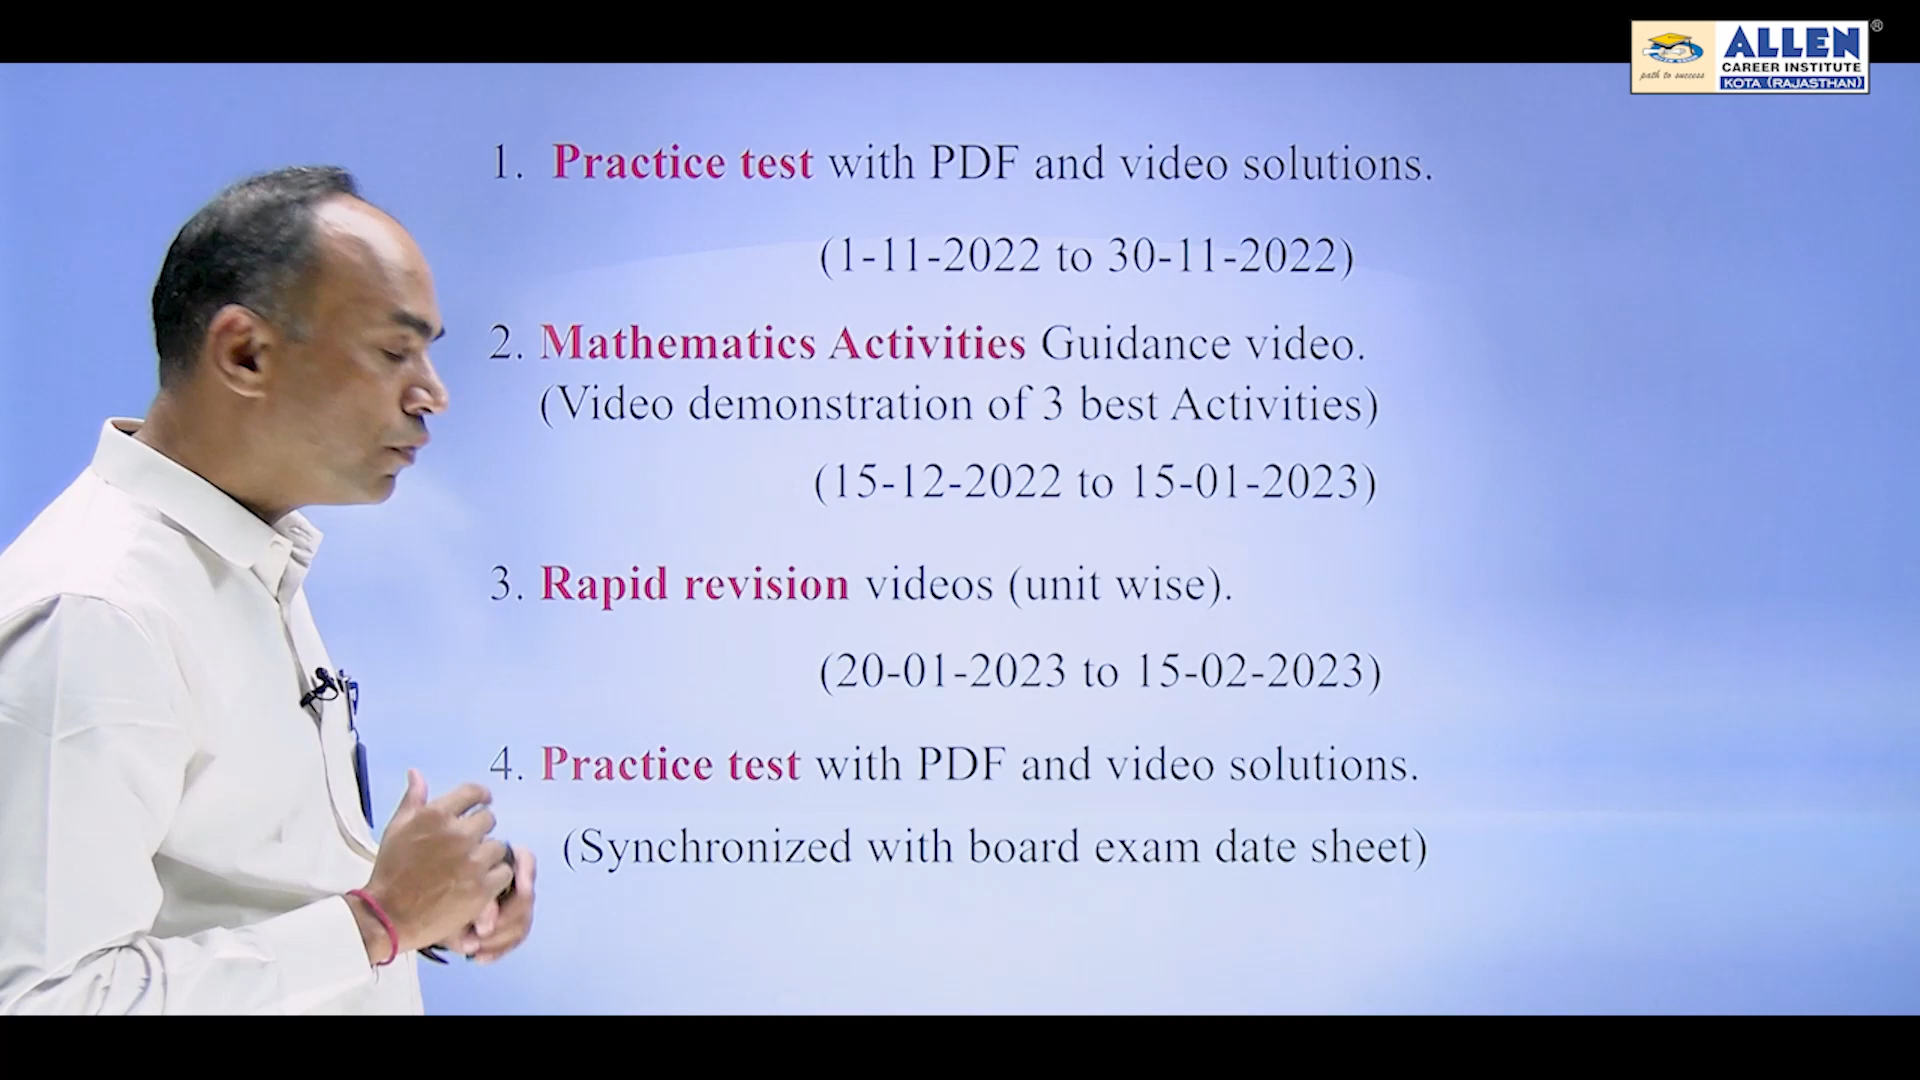 ALLEN
®
CAREER INSTITUTE
path to success
KOTA (RAJASTHAN)
1. Practice test with PDF and video solutions.
(1-11-2022 to 30-11-2022)
2. Mathematics Activities Guidance video.
(Video demonstration of 3 best Activities)
(15-12-2022 to 15-01-2023)
3. Rapid revision videos (unit wise).
(20-01-2023 to 15-02-2023)
4. Practice test with PDF and video solutions.
(Synchronized with board exam date sheet)